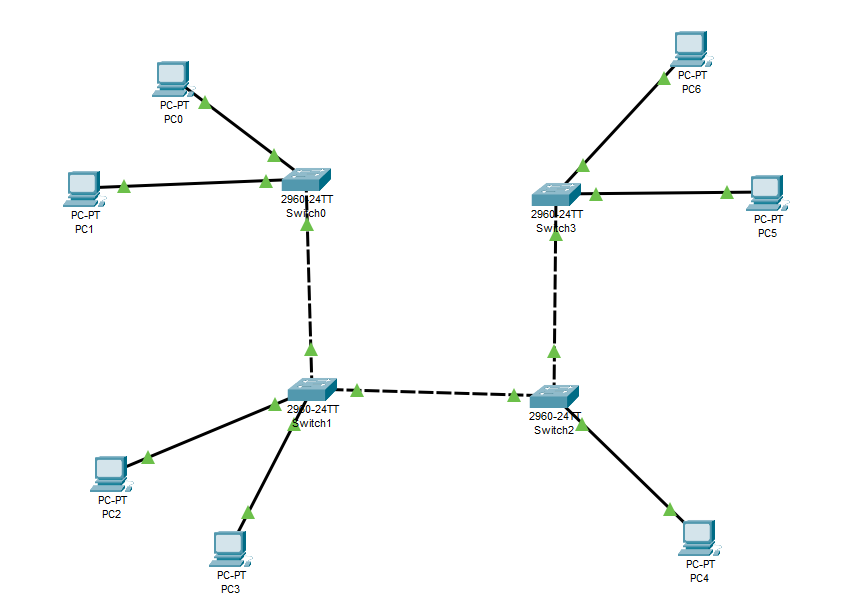 PC-PT
PC6
PC-PT
PC0
2960-24TT
Switch0
PC-PT
PC1
2960-24TT
Switch3
PC-PT
PC5
2960-24TT
Switch1
2960-24TT
Switch2
PC-PT
PC2
PC-PT
PC3
PC-PT
PC4